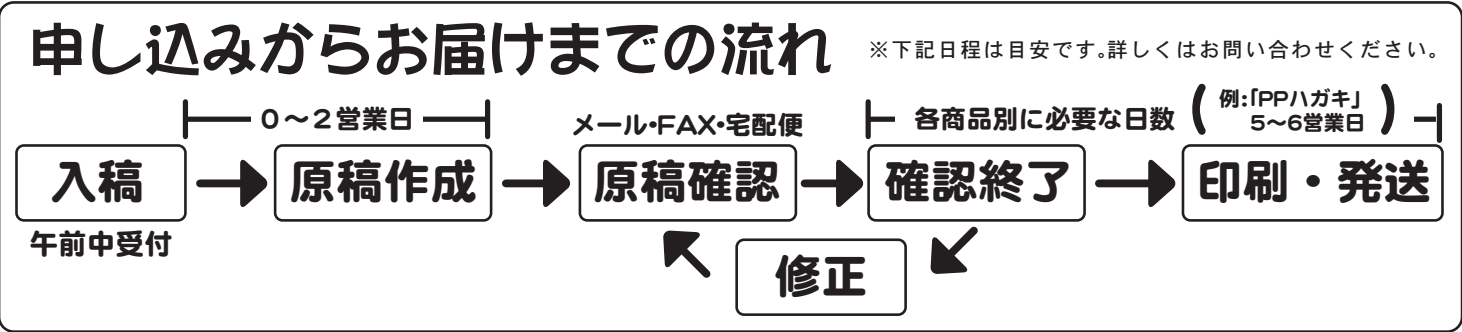 申し込みからお届けまでの流れ
※下記日程は目安です。詳しくはお問い合わせください。
0〜2営業日
メール・FAX・宅配便
各商品別に必要な日数
(例:「PPハガキ」
5〜6営業日)
入稿
原稿作成
原稿確認
確認終了
印刷・発送
午前中受付
修正